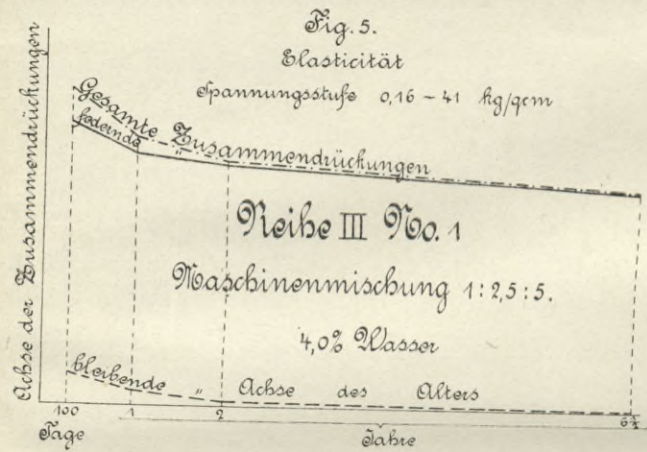 Fig. 5.
Elasticität
Spannungsstufe 0,16 – 41 kg/qcm
Achse der Zusammendrückungen
Gesamte Zusammendrückungen
federnde "
Reihe III No. 1
Maschinenmischung 1 : 2,5 : 5.
4,0% Wasser
bleibende " Achse des Alters
100 1 2 6½
Tage Jahre